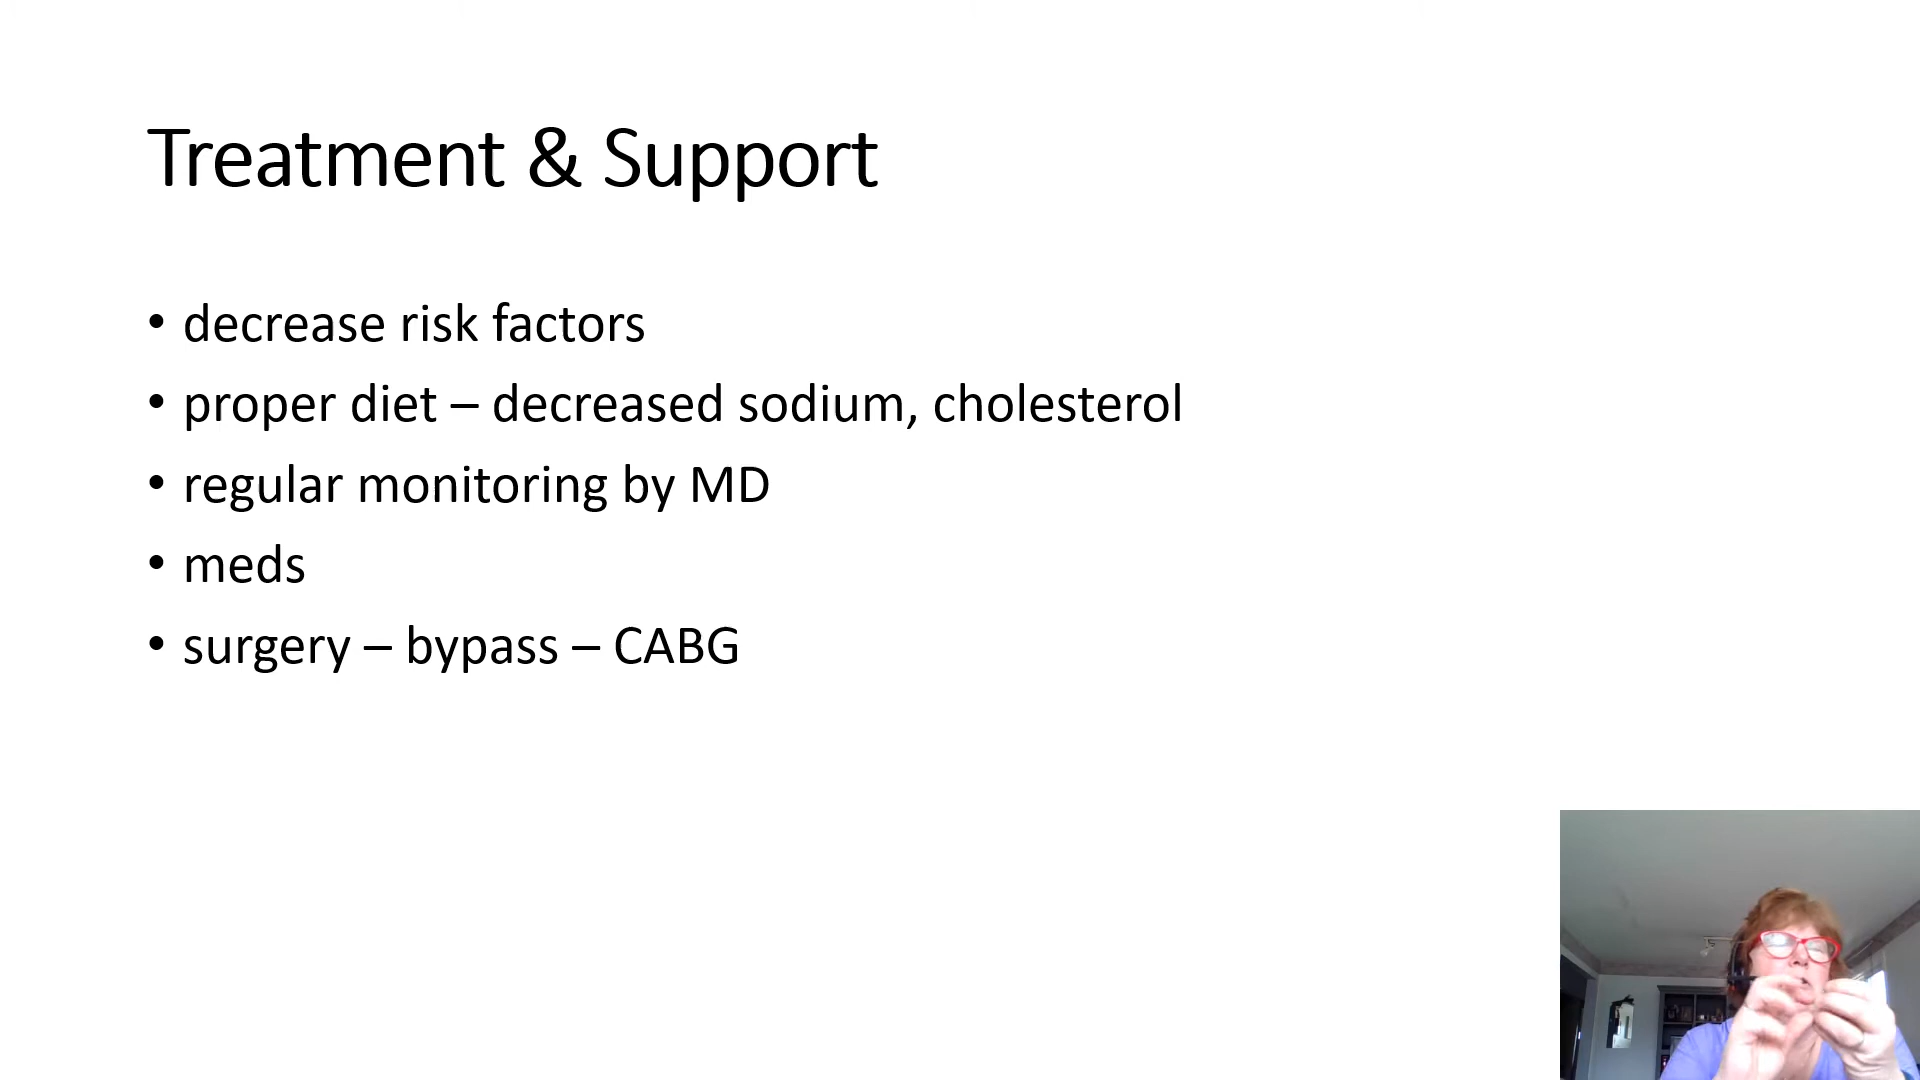 Treatment & Support
• decrease risk factors
• proper diet – decreased sodium, cholesterol
• regular monitoring by MD
• meds
• surgery – bypass – CABG